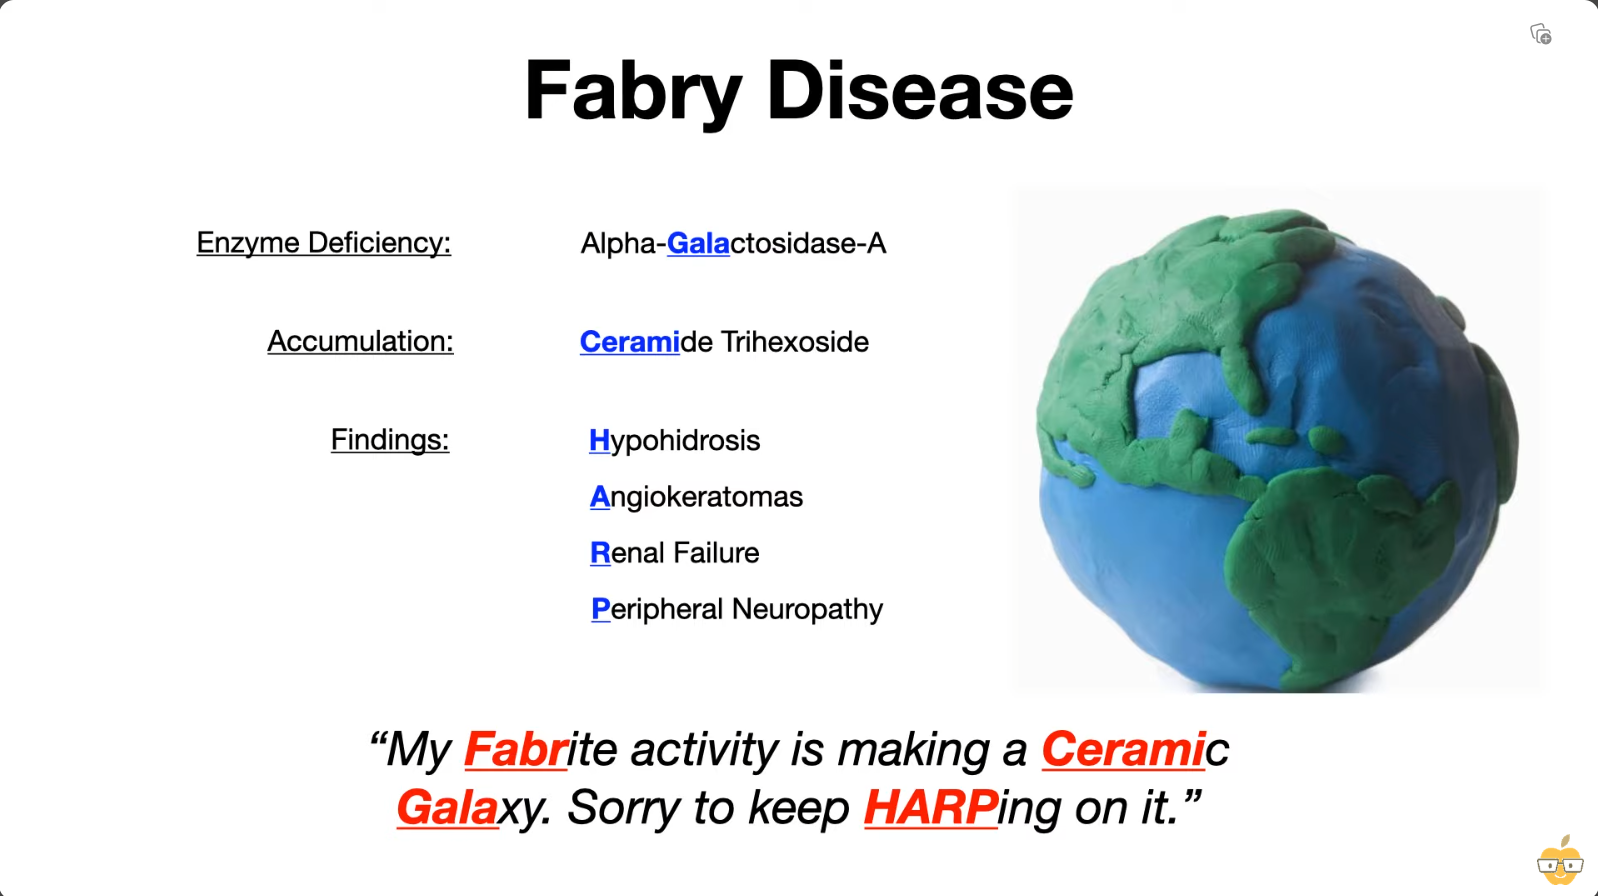 Fabry Disease
Enzyme Deficiency: Alpha-Galactosidase-A
Accumulation: Ceramide Trihexoside
Findings: Hypohidrosis
Angiokeratomas
Renal Failure
Peripheral Neuropathy
“My Fabrite activity is making a Ceramic
Galaxy. Sorry to keep HARPing on it.”